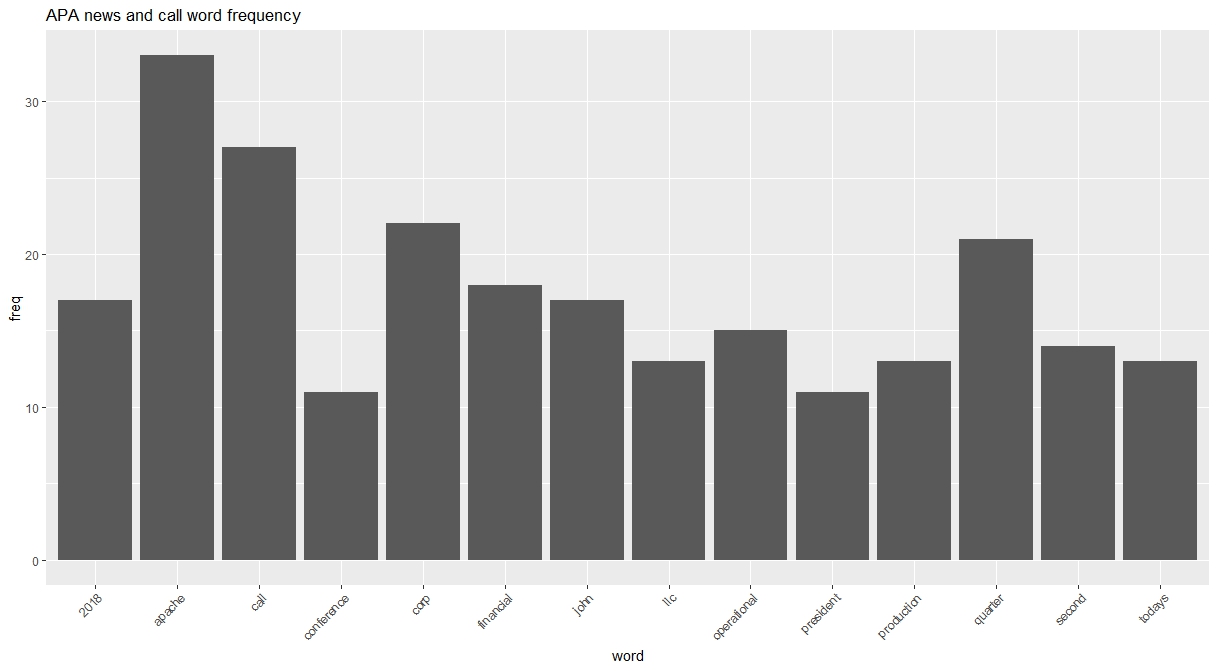 APA news and call word frequency
freq
30
20
10
0
2018
apache
call
conference
corp
financial
john
llc
operational
president
production
quarter
second
todays
word